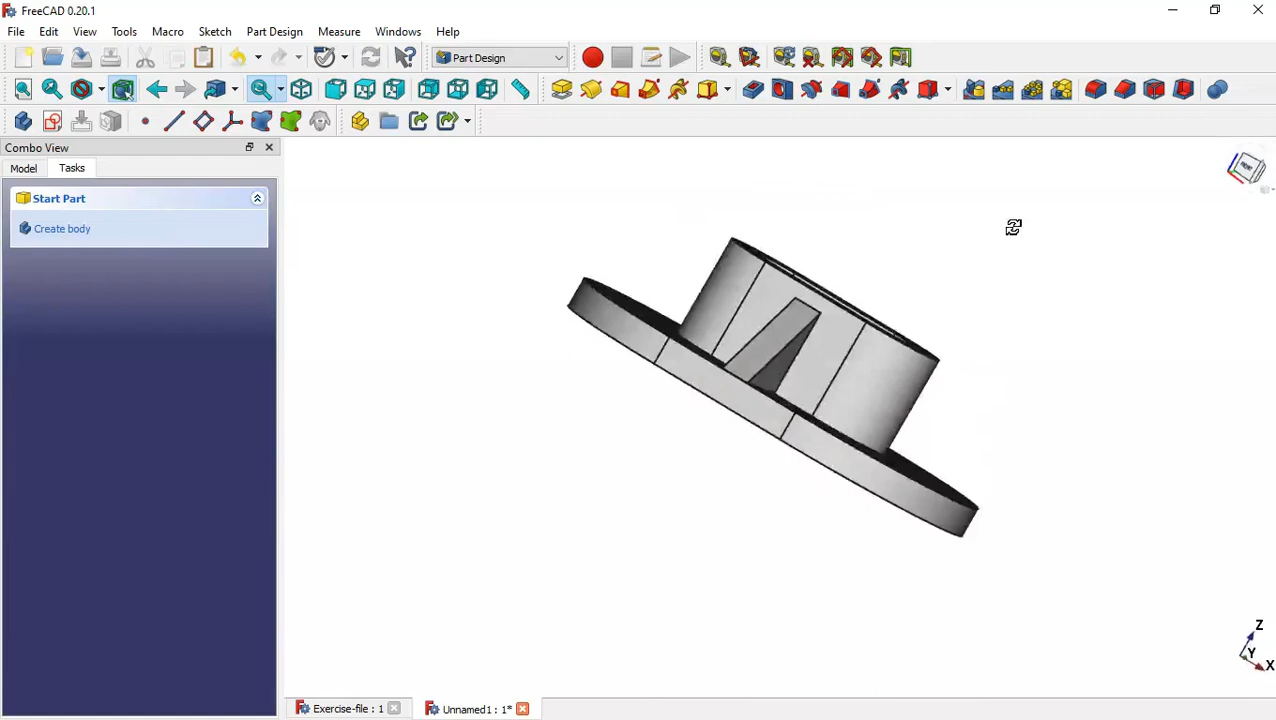 FreeCAD 0.20.1
File Edit View Tools Macro Sketch Part Design Measure Windows Help
Part Design
Combo View
Model Tasks
Start Part
Create body
FRONT
Z
Y
X
Exercise-file : 1 Unnamed1 : 1*